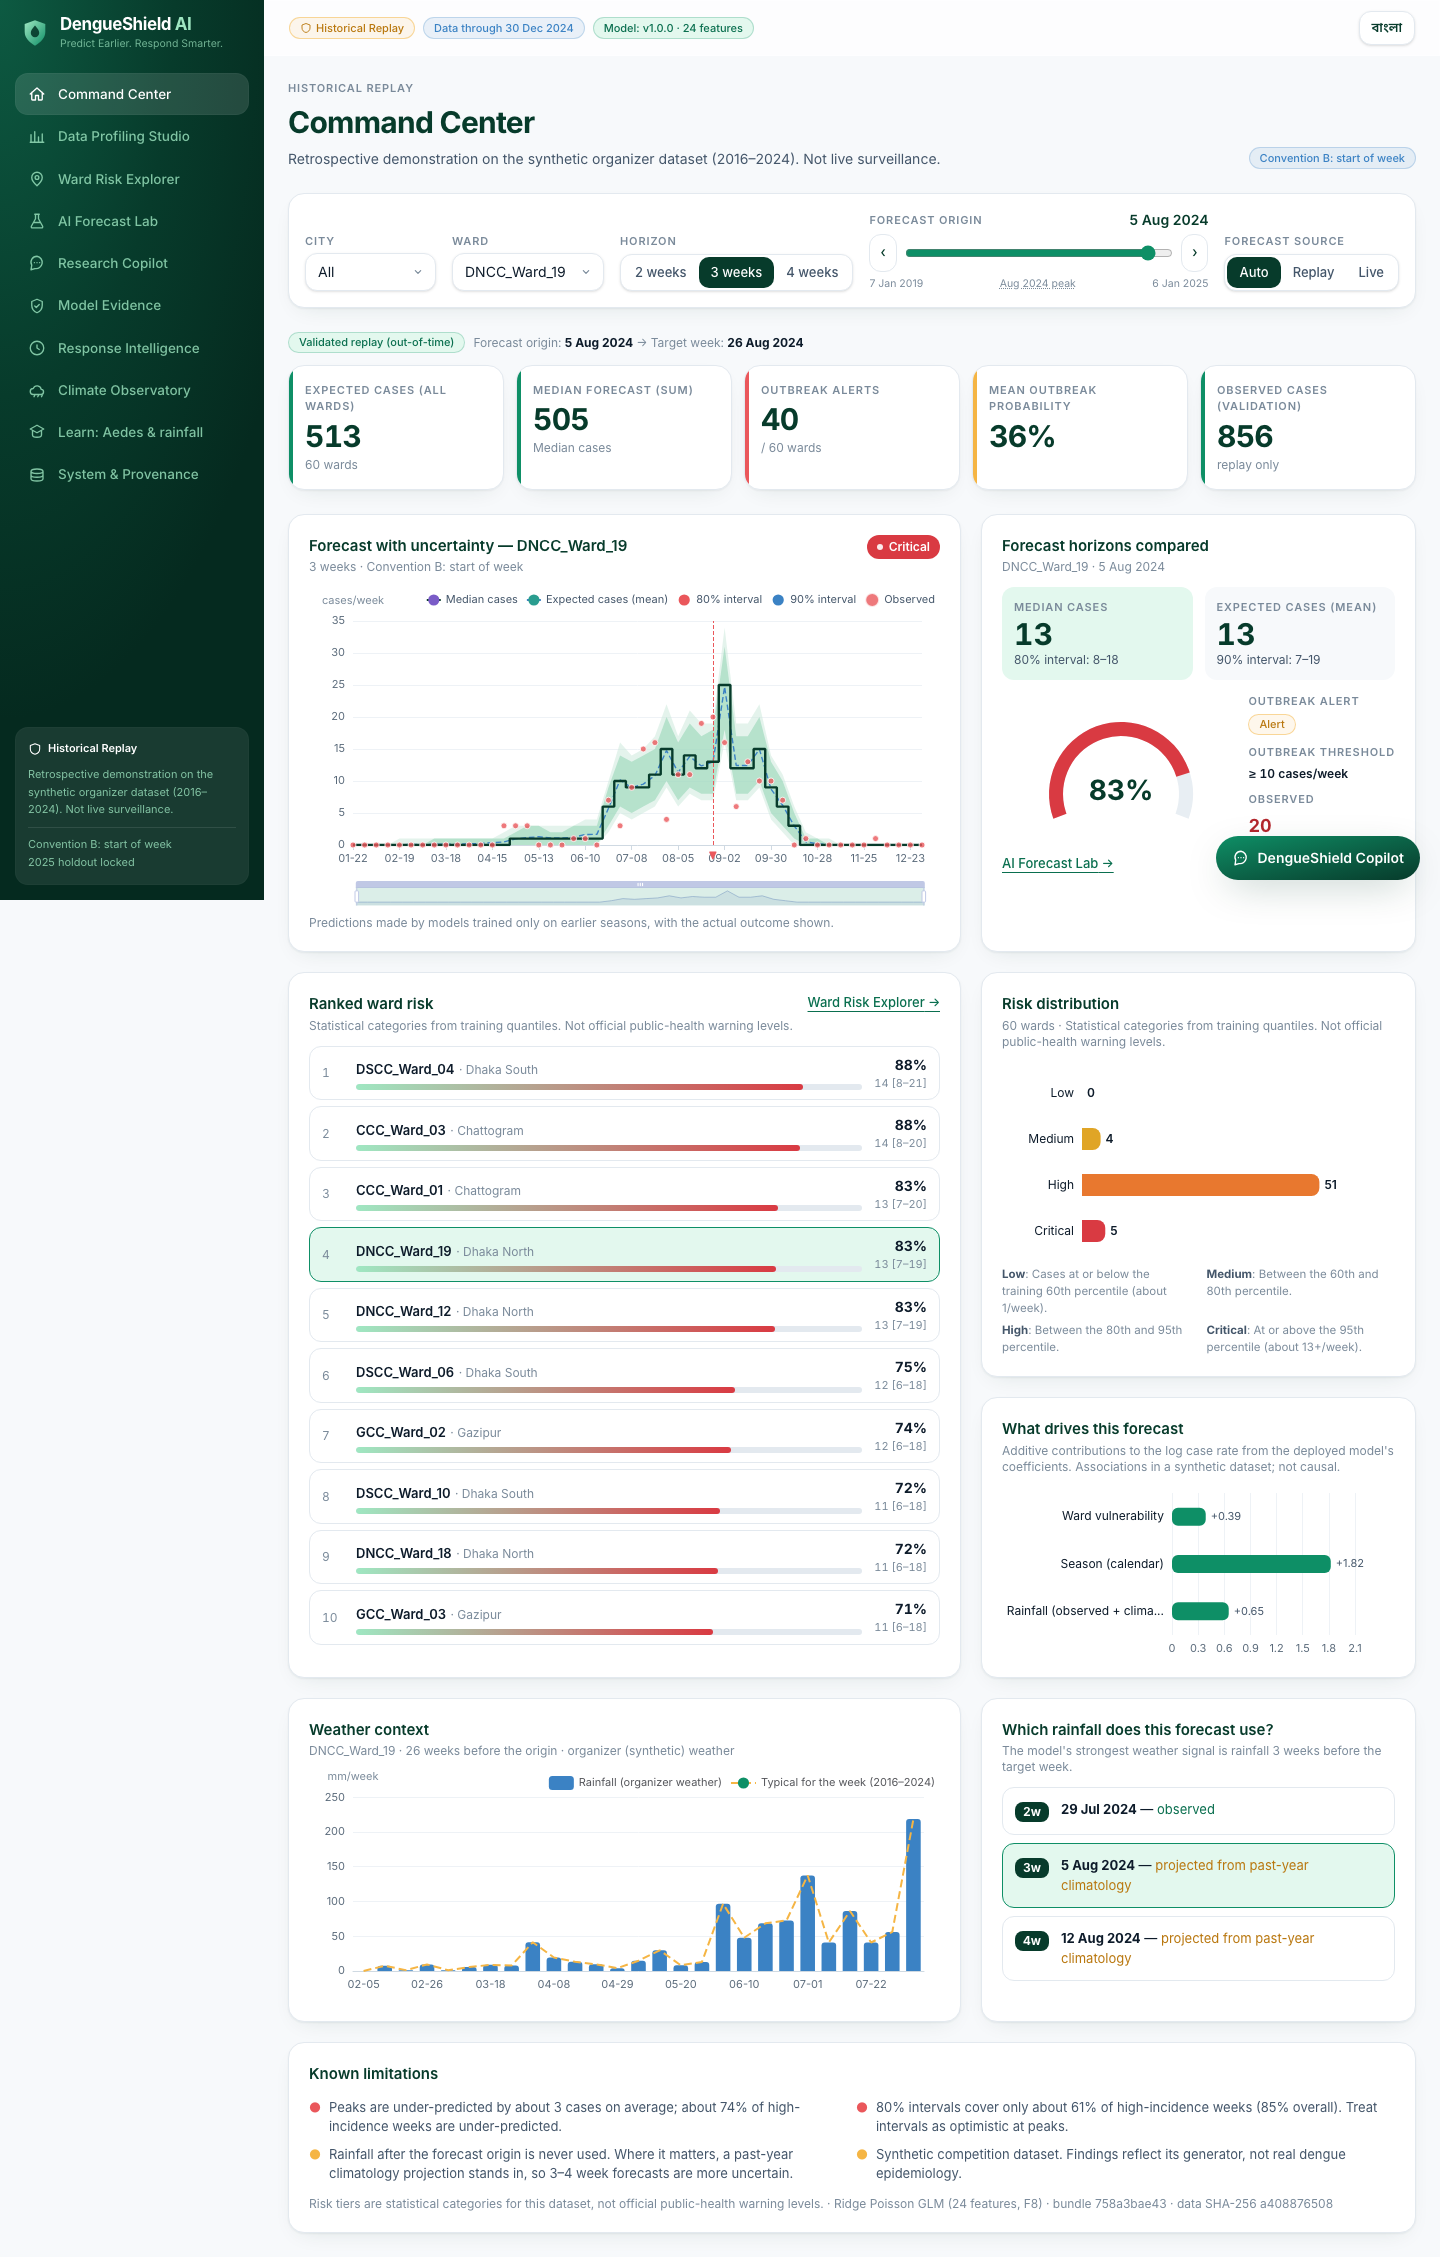 DengueShield AI
Predict Earlier. Respond Smarter.
Command Center
Data Profiling Studio
Ward Risk Explorer
AI Forecast Lab
Research Copilot
Model Evidence
Response Intelligence
Climate Observatory
Learn: Aedes & rainfall
System & Provenance
Historical Replay
Retrospective demonstration on the
synthetic organizer dataset (2016–
2024). Not live surveillance.
Convention B: start of week
2025 holdout locked
Historical Replay
Data through 30 Dec 2024
Model: v1.0.0 · 24 features
বাংলা
HISTORICAL REPLAY
Command Center
Retrospective demonstration on the synthetic organizer dataset (2016–2024). Not live surveillance.
Convention B: start of week
CITY
All
WARD
DNCC_Ward_19
HORIZON
2 weeks 3 weeks 4 weeks
FORECAST ORIGIN 5 Aug 2024
‹ ›
7 Jan 2019 Aug 2024 peak 6 Jan 2025
FORECAST SOURCE
Auto Replay Live
Validated replay (out-of-time) Forecast origin: 5 Aug 2024 → Target week: 26 Aug 2024
EXPECTED CASES (ALL
WARDS)
513
60 wards
MEDIAN FORECAST (SUM)
505
Median cases
OUTBREAK ALERTS
40
/ 60 wards
MEAN OUTBREAK
PROBABILITY
36%
OBSERVED CASES
(VALIDATION)
856
replay only
Forecast with uncertainty — DNCC_Ward_19
Critical
3 weeks · Convention B: start of week
cases/week
Median cases Expected cases (mean) 80% interval 90% interval Observed
35
30
25
20
15
10
5
0
01-22 02-19 03-18 04-15 05-13 06-10 07-08 08-05 09-02 09-30 10-28 11-25 12-23
Predictions made by models trained only on earlier seasons, with the actual outcome shown.
Forecast horizons compared
DNCC_Ward_19 · 5 Aug 2024
MEDIAN CASES
13
80% interval: 8–18
EXPECTED CASES (MEAN)
13
90% interval: 7–19
83%
OUTBREAK ALERT
Alert
OUTBREAK THRESHOLD
≥ 10 cases/week
OBSERVED
20
AI Forecast Lab →
DengueShield Copilot
Ranked ward risk
Ward Risk Explorer →
Statistical categories from training quantiles. Not official public-health warning levels.
1 DSCC_Ward_04 · Dhaka South 88%
14 [8–21]
2 CCC_Ward_03 · Chattogram 88%
14 [8–20]
3 CCC_Ward_01 · Chattogram 83%
13 [7–20]
4 DNCC_Ward_19 · Dhaka North 83%
13 [7–19]
5 DNCC_Ward_12 · Dhaka North 83%
13 [7–19]
6 DSCC_Ward_06 · Dhaka South 75%
12 [6–18]
7 GCC_Ward_02 · Gazipur 74%
12 [6–18]
8 DSCC_Ward_10 · Dhaka South 72%
11 [6–18]
9 DNCC_Ward_18 · Dhaka North 72%
11 [6–18]
10 GCC_Ward_03 · Gazipur 71%
11 [6–18]
Risk distribution
60 wards · Statistical categories from training quantiles. Not official
public-health warning levels.
Low 0
Medium 4
High 51
Critical 5
Low: Cases at or below the
training 60th percentile (about
1/week).
Medium: Between the 60th and
80th percentile.
High: Between the 80th and 95th
percentile.
Critical: At or above the 95th
percentile (about 13+/week).
What drives this forecast
Additive contributions to the log case rate from the deployed model's
coefficients. Associations in a synthetic dataset; not causal.
Ward vulnerability +0.39
Season (calendar) +1.82
Rainfall (observed + clima... +0.65
0 0.3 0.6 0.9 1.2 1.5 1.8 2.1
Weather context
DNCC_Ward_19 · 26 weeks before the origin · organizer (synthetic) weather
mm/week
Rainfall (organizer weather) Typical for the week (2016–2024)
250
200
150
100
50
0
02-05 02-26 03-18 04-08 04-29 05-20 06-10 07-01 07-22
Which rainfall does this forecast use?
The model's strongest weather signal is rainfall 3 weeks before the
target week.
2w 29 Jul 2024 — observed
3w 5 Aug 2024 — projected from past-year
climatology
4w 12 Aug 2024 — projected from past-year
climatology
Known limitations
Peaks are under-predicted by about 3 cases on average; about 74% of high-
incidence weeks are under-predicted.
80% intervals cover only about 61% of high-incidence weeks (85% overall). Treat
intervals as optimistic at peaks.
Rainfall after the forecast origin is never used. Where it matters, a past-year
climatology projection stands in, so 3–4 week forecasts are more uncertain.
Synthetic competition dataset. Findings reflect its generator, not real dengue
epidemiology.
Risk tiers are statistical categories for this dataset, not official public-health warning levels. · Ridge Poisson GLM (24 features, F8) · bundle 758a3bae43 · data SHA-256 a408876508